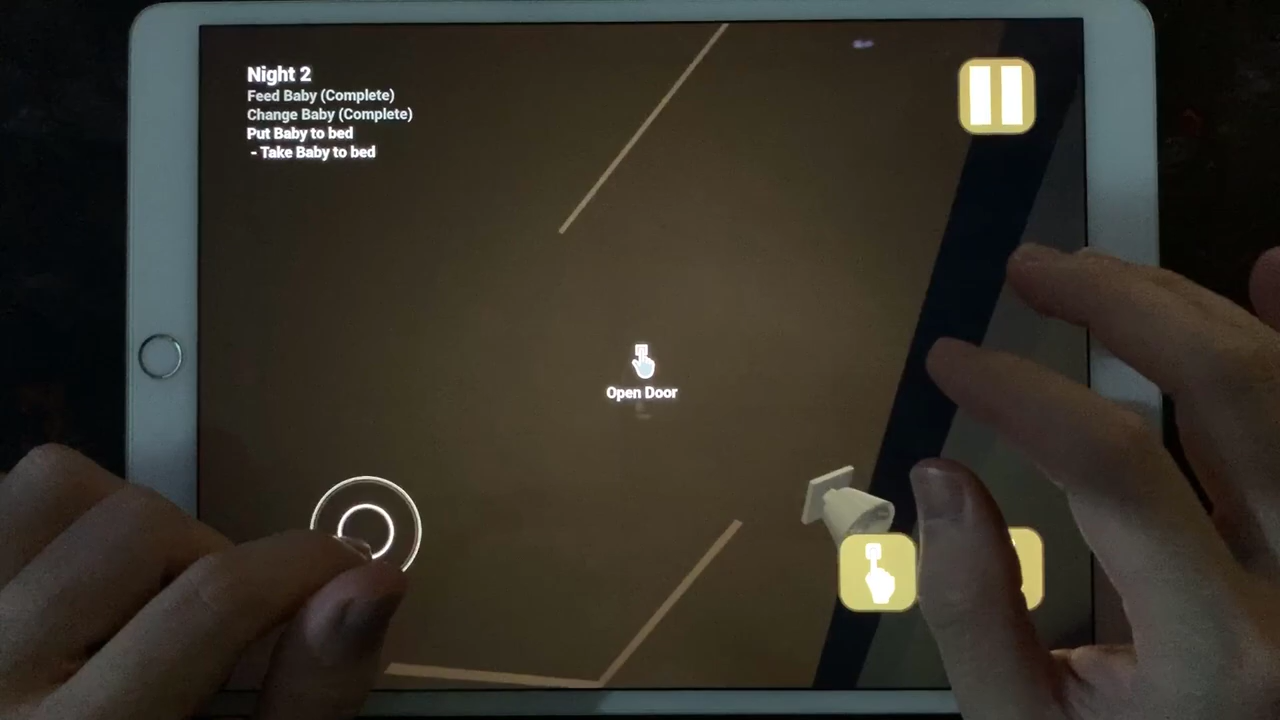 Night 2
Feed Baby (Complete)
Change Baby (Complete)
Put Baby to bed
- Take Baby to bed
Open Door